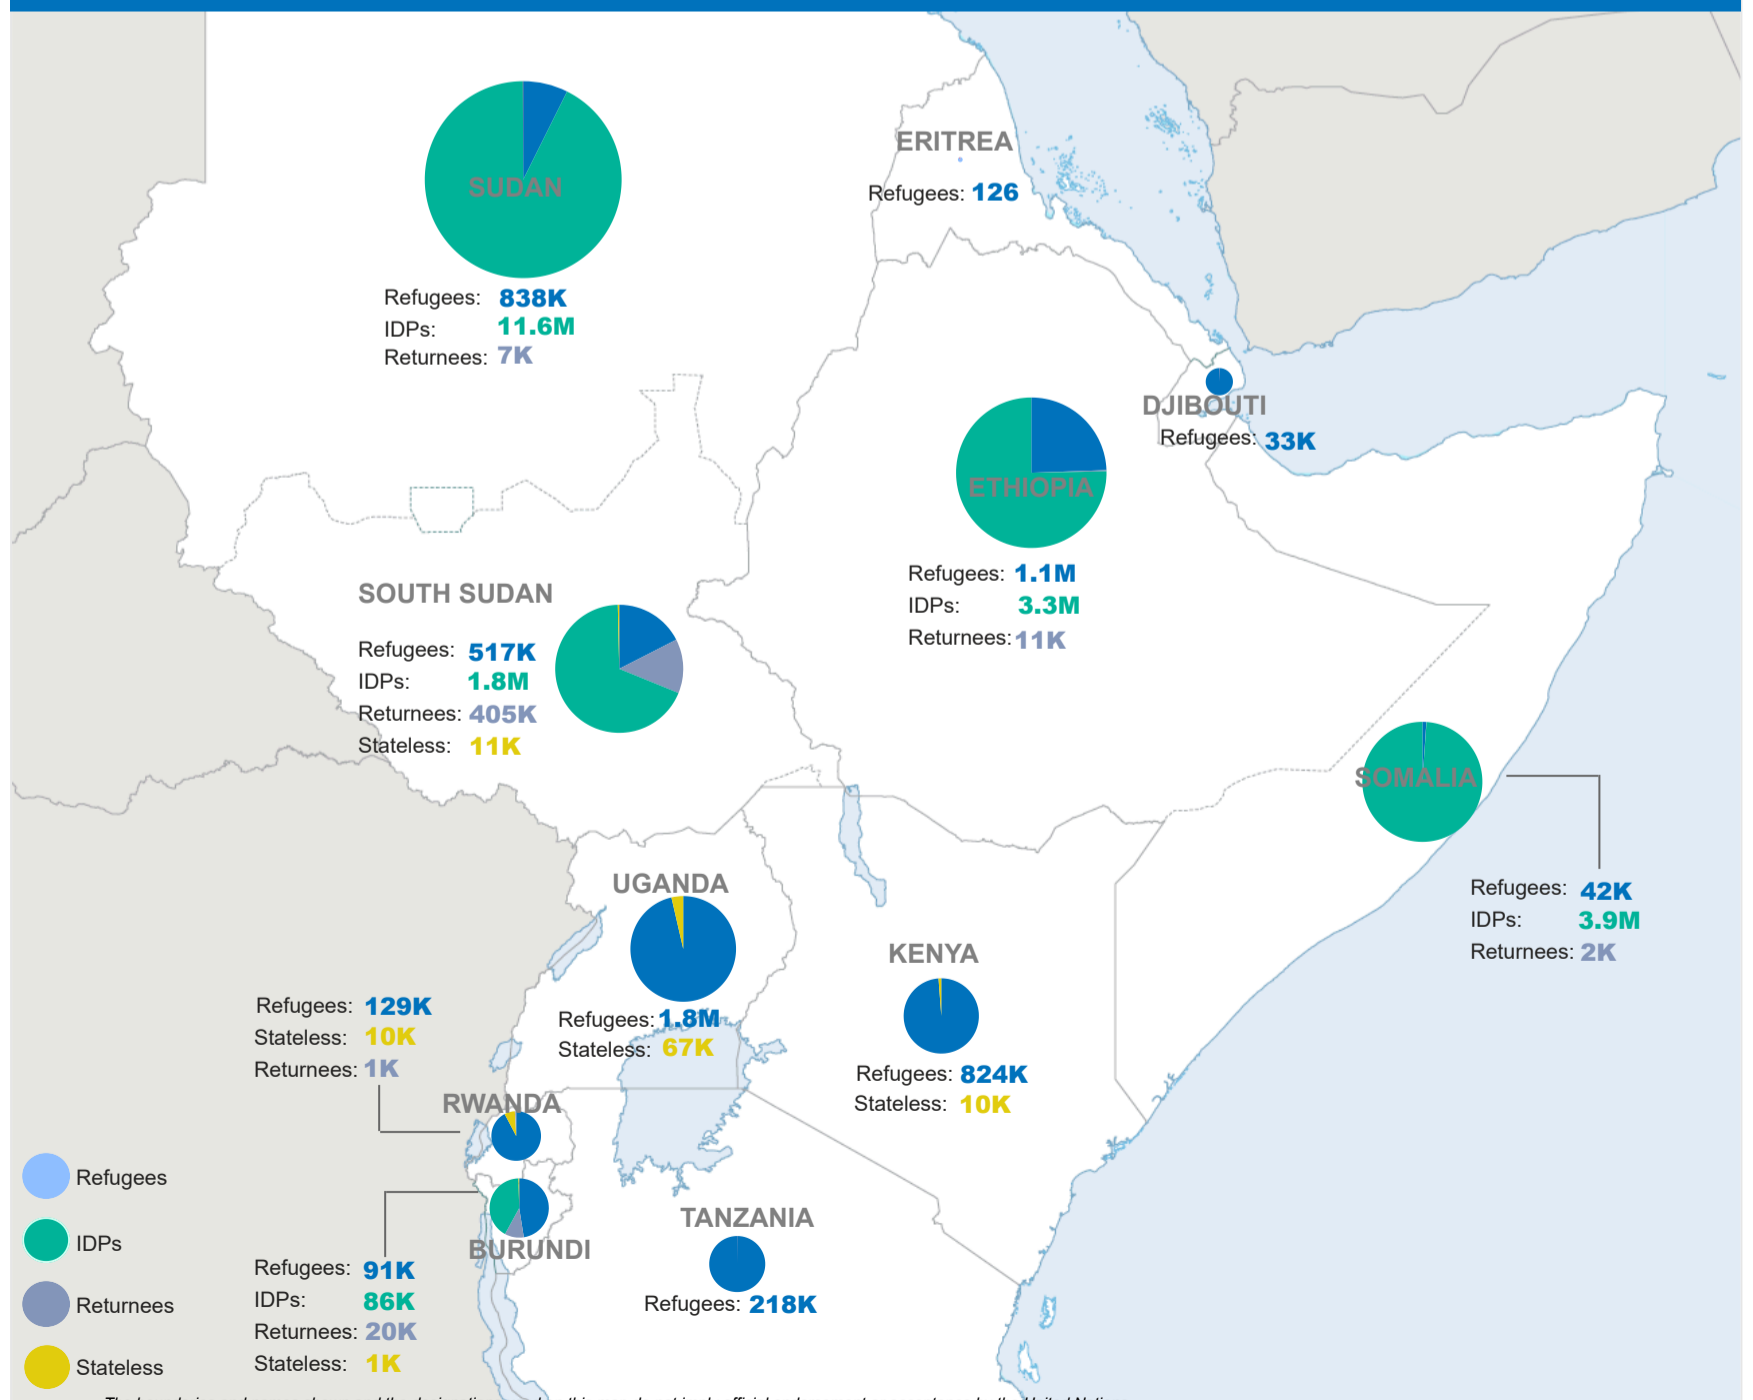 SUDAN
Refugees: 838K
IDPs: 11.6M
Returnees: 7K
ERITREA
Refugees: 126
DJIBOUTI
Refugees: 33K
ETHIOPIA
Refugees: 1.1M
IDPs: 3.3M
Returnees: 11K
SOUTH SUDAN
Refugees: 517K
IDPs: 1.8M
Returnees: 405K
Stateless: 11K
SOMALIA
Refugees: 42K
IDPs: 3.9M
Returnees: 2K
UGANDA
Refugees: 1.8M
Stateless: 67K
KENYA
Refugees: 824K
Stateless: 10K
Refugees: 129K
Stateless: 10K
Returnees: 1K
RWANDA
BURUNDI
Refugees: 91K
IDPs: 86K
Returnees: 20K
Stateless: 1K
TANZANIA
Refugees: 218K
Refugees
IDPs
Returnees
Stateless